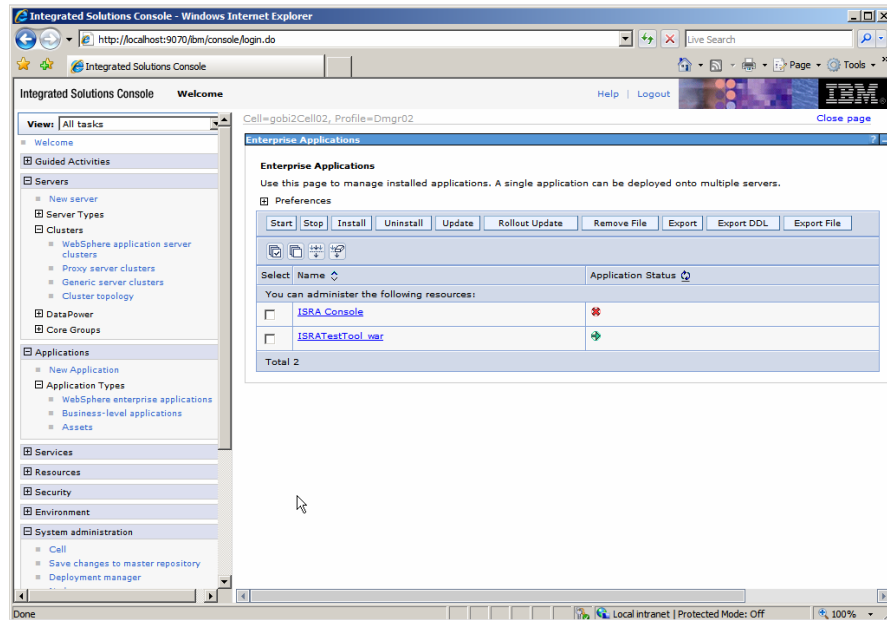 Integrated Solutions Console - Windows Internet Explorer
http://localhost:9070/ibm/console/login.do
Live Search
Integrated Solutions Console
Page
Tools
Integrated Solutions Console Welcome
Help | Logout
IBM
View: All tasks
Cell=gobi2Cell02, Profile=Dmgr02
Close page
Welcome
Guided Activities
Servers
New server
Server Types
Clusters
WebSphere application server
clusters
Proxy server clusters
Generic server clusters
Cluster topology
DataPower
Core Groups
Applications
New Application
Application Types
WebSphere enterprise applications
Business-level applications
Assets
Services
Resources
Security
Environment
System administration
Cell
Save changes to master repository
Deployment manager
Enterprise Applications
?
Enterprise Applications
Use this page to manage installed applications. A single application can be deployed onto multiple servers.
Preferences
Start Stop Install Uninstall Update Rollout Update Remove File Export Export DDL Export File
Select Name Application Status
You can administer the following resources:
ISRA Console
ISRATestTool_war
Total 2
Done
Local intranet | Protected Mode: Off
100%